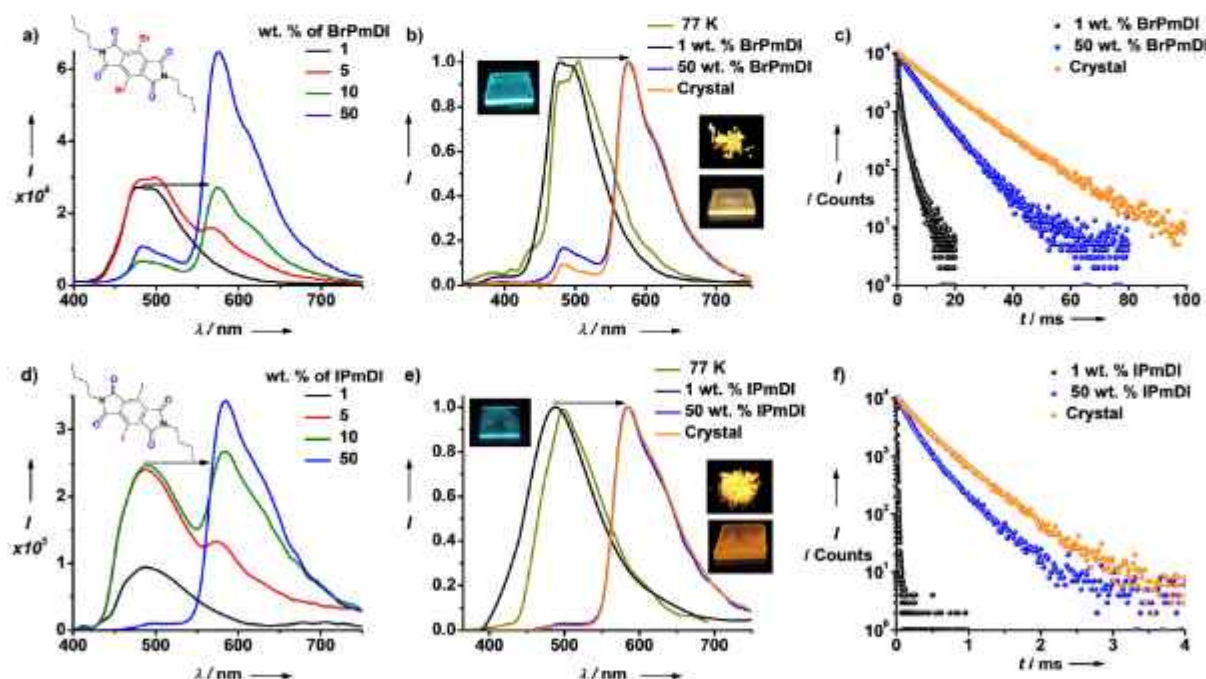 a)
wt. % of BrPmDI
1
5
10
50
Br
Br
O
O
O
O
N
N
I
x10⁴
6
4
2
0
400 500 600 700
λ / nm
b)
77 K
1 wt. % BrPmDI
50 wt. % BrPmDI
Crystal
I
1.0
0.8
0.6
0.4
0.2
0.0
400 500 600 700
λ / nm
c)
1 wt. % BrPmDI
50 wt. % BrPmDI
Crystal
I
/ Counts
10⁴
10³
10²
10¹
0 20 40 60 80 100
t / ms
d)
wt. % of IPmDI
1
5
10
50
O
O
O
O
N
N
I
I
I
3
2
1
0
400 500 600 700
λ / nm
e)
77 K
1 wt. % IPmDI
50 wt. % IPmDI
Crystal
I
1.0
0.8
0.6
0.4
0.2
0.0
400 500 600 700
λ / nm
f)
1 wt. % IPmDI
50 wt. % IPmDI
Crystal
I
/ Counts
10⁴
10³
10²
10¹
10⁰
0 1 2 3 4
t / ms